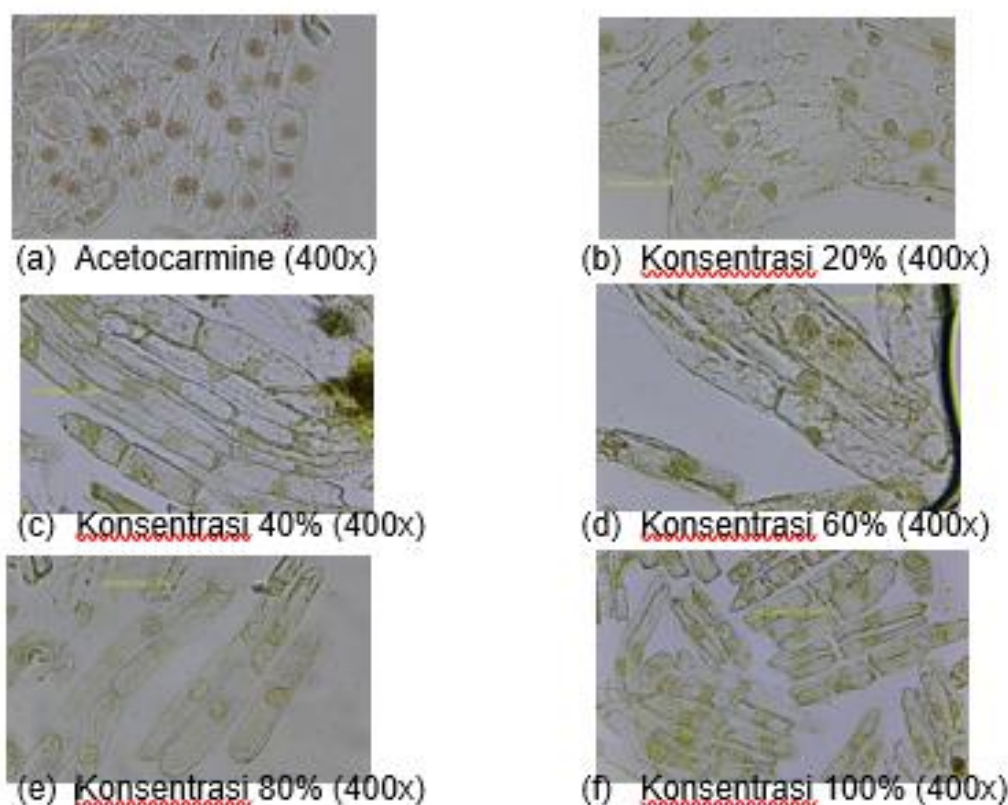 (a) Acetocarmine (400x)
(b) Konsentrasi 20% (400x)
(c) Konsentrasi 40% (400x)
(d) Konsentrasi 60% (400x)
(e) Konsentrasi 80% (400x)
(f) Konsentrasi 100% (400x)